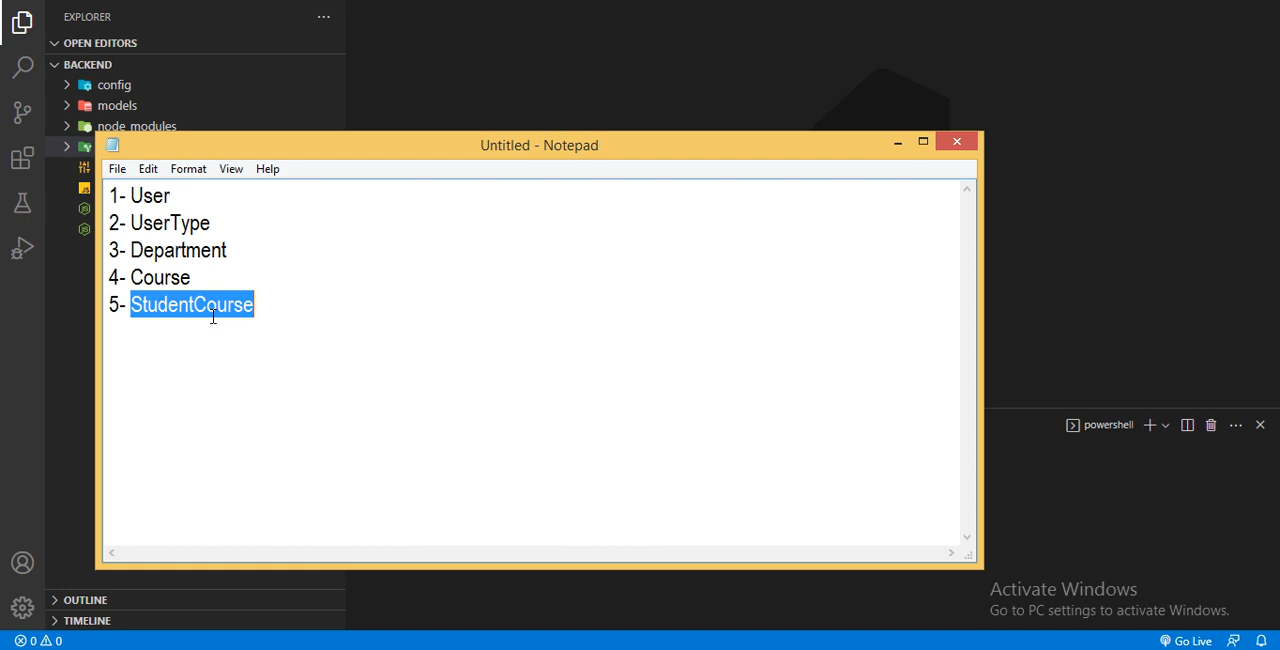 EXPLORER
OPEN EDITORS
BACKEND
config
models
node_modules
Untitled - Notepad
File Edit Format View Help
1- User
2- UserType
3- Department
4- Course
5- StudentCourse
powershell
OUTLINE
TIMELINE
Activate Windows
Go to PC settings to activate Windows.
0 0
Go Live